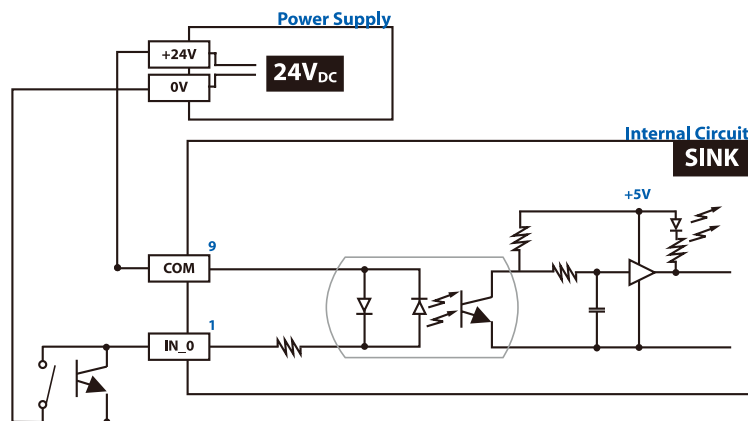 Power Supply
+24V
24VDC
0V
Internal Circuit
SINK
+5V
9
COM
1
IN_0